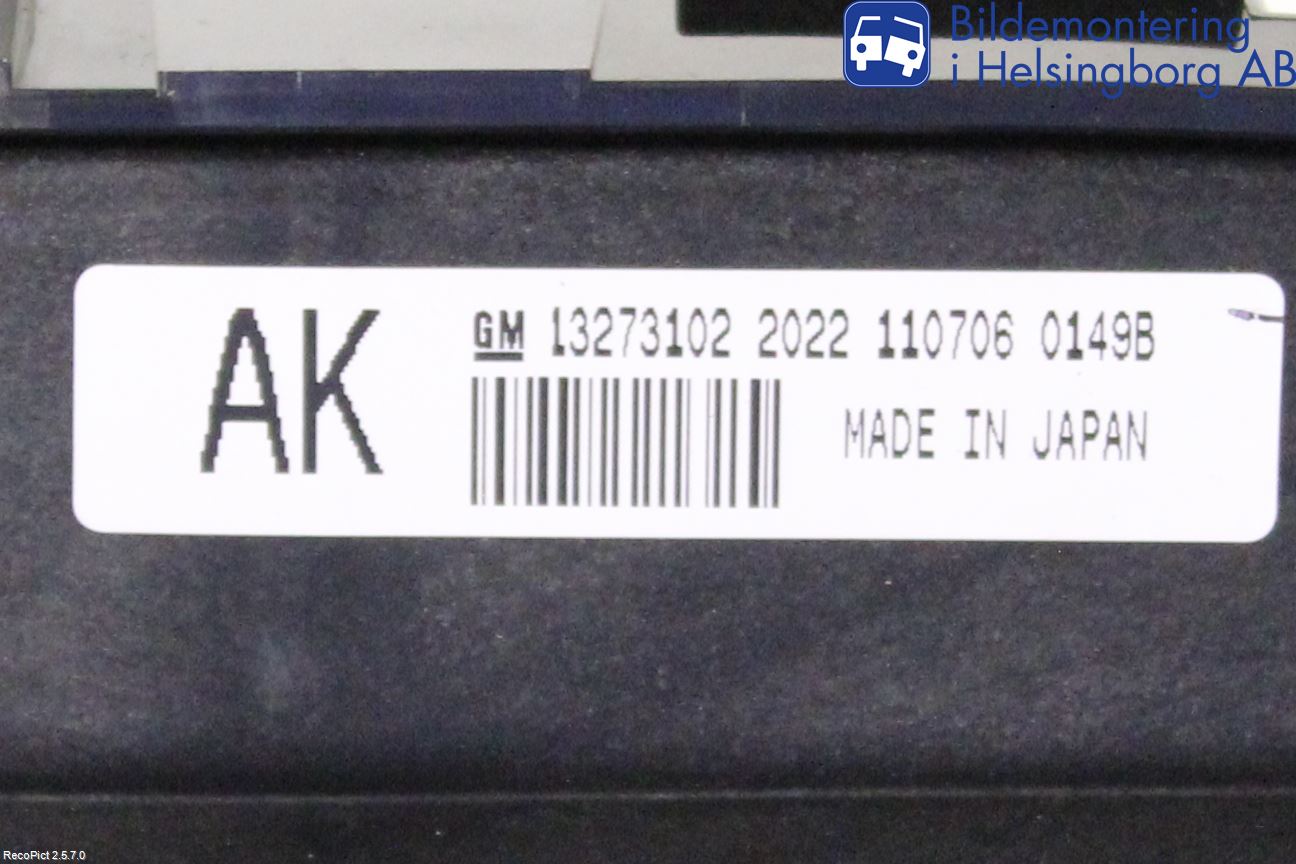 Bildemontering
i Helsingborg AB
AK
GM 13273102 2022 110706 0149B
MADE IN JAPAN
RecoPict 2.5.7.0